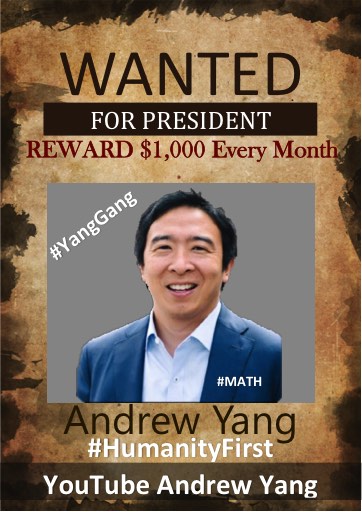 WANTED
FOR PRESIDENT
REWARD $1,000 Every Month
#YangGang
#MATH
Andrew Yang
#HumanityFirst
YouTube Andrew Yang